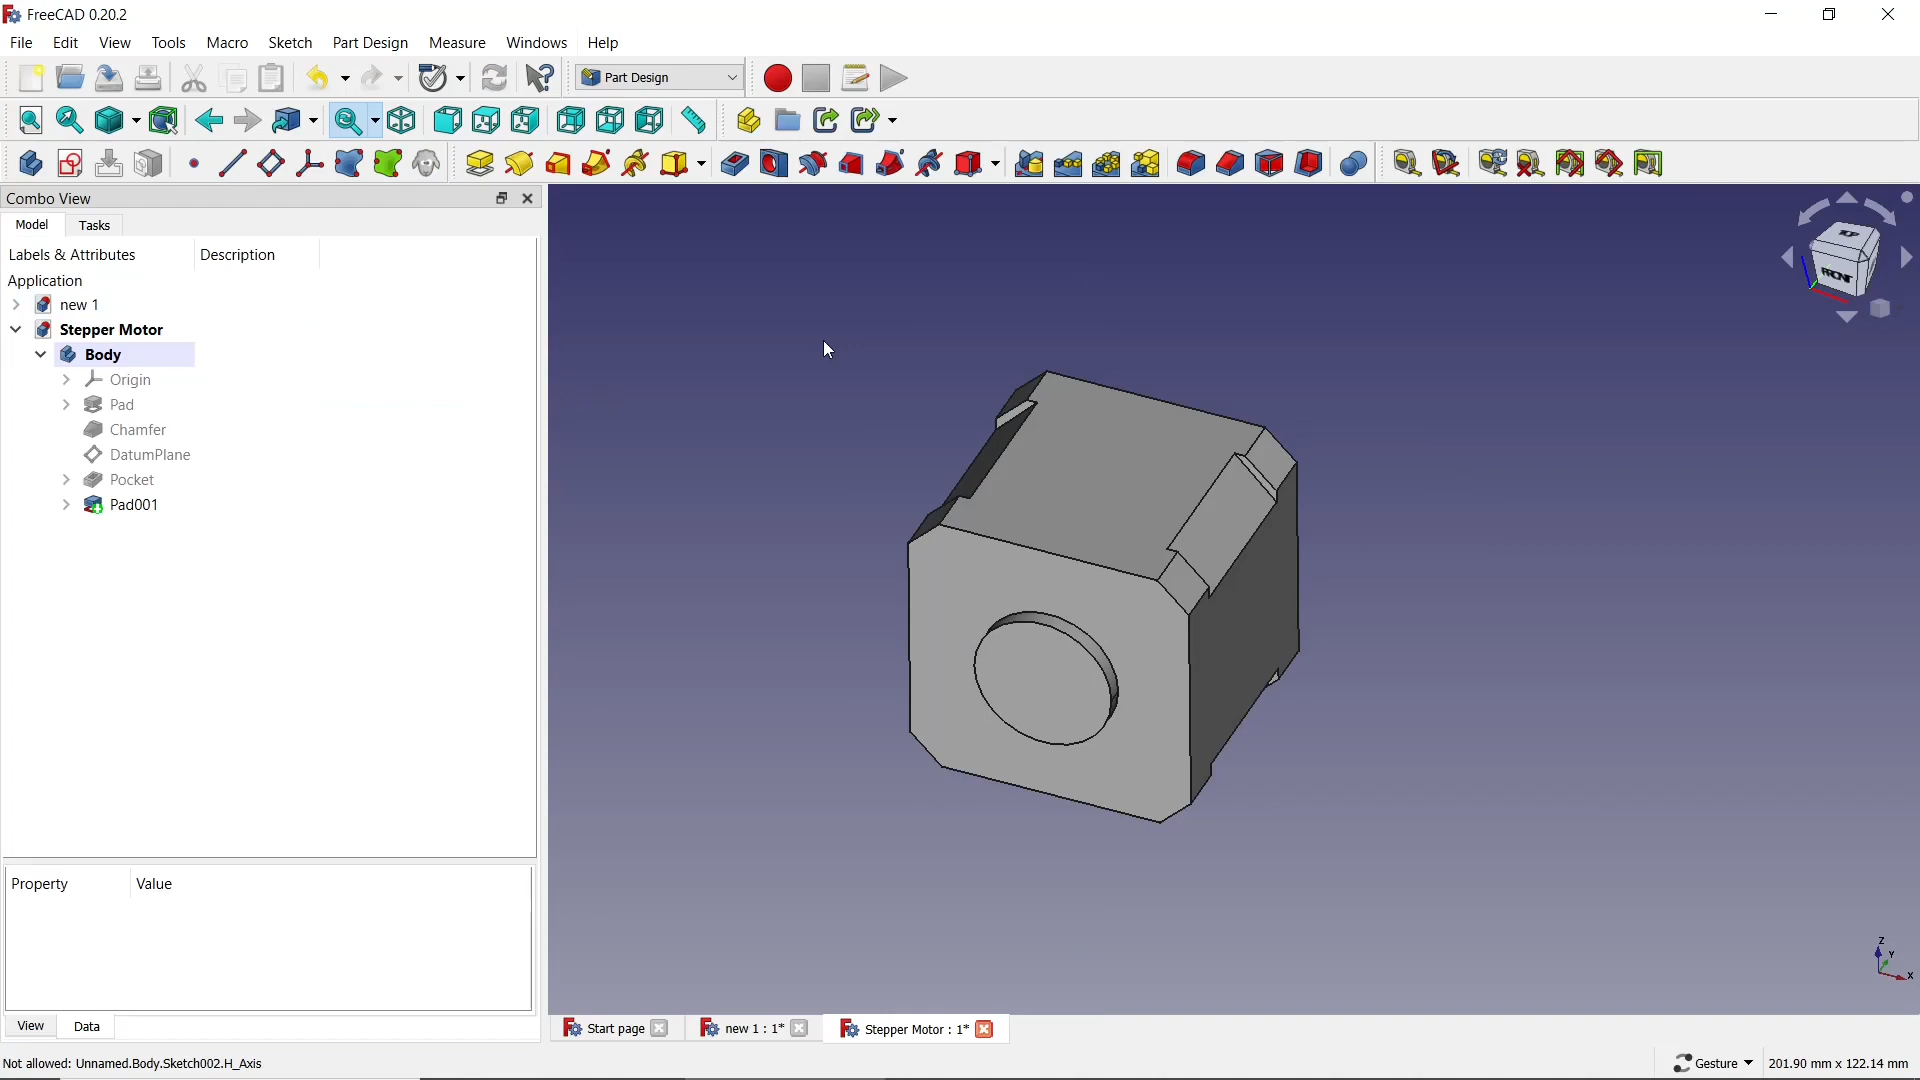 FreeCAD 0.20.2
File Edit View Tools Macro Sketch Part Design Measure Windows Help
Part Design
Combo View
Model Tasks
Labels & Attributes Description
Application
new 1
Stepper Motor
Body
Origin
Pad
Chamfer
DatumPlane
Pocket
Pad001
TOP
FRONT
Z
Y
X
Property Value
View Data
Start page new 1 : 1* Stepper Motor : 1*
Not allowed: Unnamed.Body.Sketch002.H_Axis Gesture 201.90 mm x 122.14 mm